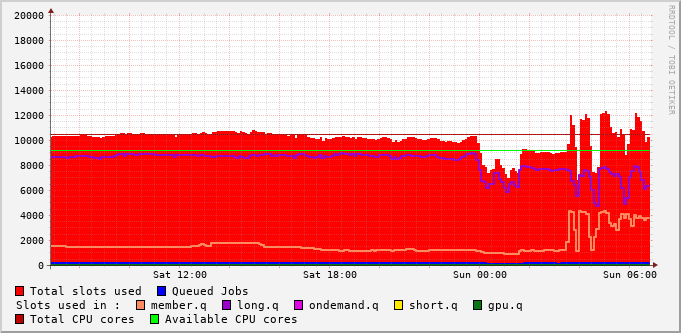 RRDTOOL / TOBI OETIKER
20000
18000
16000
14000
12000
10000
8000
6000
4000
2000
0
Sat 12:00 Sat 18:00 Sun 00:00 Sun 06:00
Total slots used Queued Jobs
Slots used in : member.q long.q ondemand.q short.q gpu.q
Total CPU cores Available CPU cores